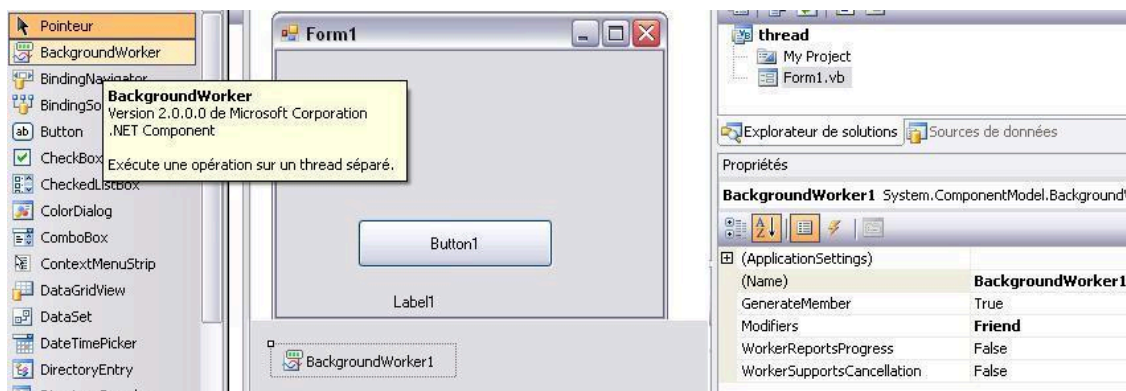 Pointeur
BackgroundWorker
BindingNavigator
BindingSo
Button
CheckBox
CheckedListBox
ColorDialog
ComboBox
ContextMenuStrip
DataGridView
DataSet
DateTimePicker
DirectoryEntry
BackgroundWorker
Version 2.0.0.0 de Microsoft Corporation
.NET Component
Exécute une opération sur un thread séparé.
Form1
Button1
Label1
BackgroundWorker1
thread
My Project
Form1.vb
Explorateur de solutions Sources de données
Propriétés
BackgroundWorker1 System.ComponentModel.Background
(ApplicationSettings)
(Name) BackgroundWorker1
GenerateMember True
Modifiers Friend
WorkerReportsProgress False
WorkerSupportsCancellation False